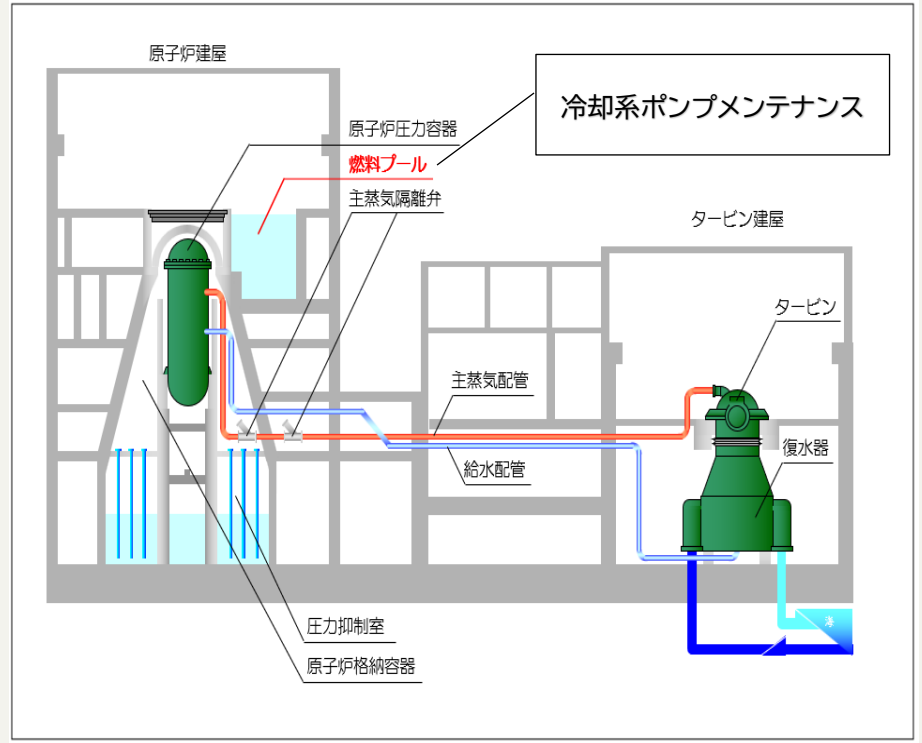 原子炉建屋
冷却系ポンプメンテナンス
原子炉圧力容器
燃料プール
主蒸気隔離弁
タービン建屋
タービン
主蒸気配管
復水器
給水配管
海
圧力抑制室
原子炉格納容器